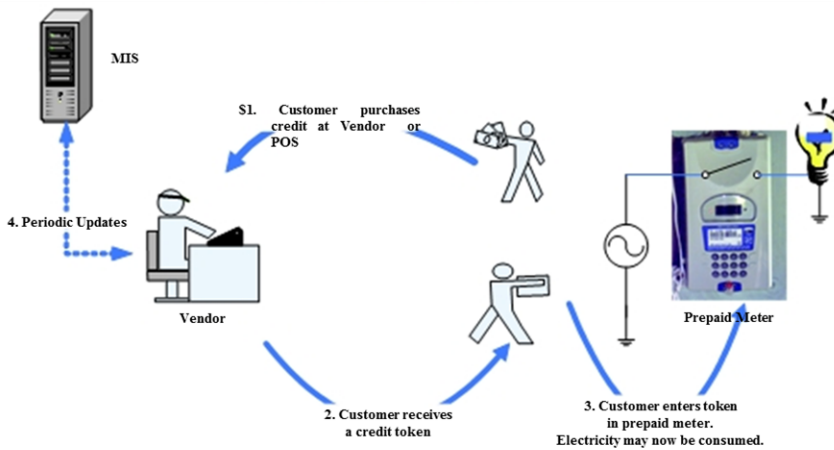 MIS
$1. Customer purchases
credit at Vendor or
POS
4. Periodic Updates
Vendor
Prepaid Meter
2. Customer receives
a credit token
3. Customer enters token
in prepaid meter.
Electricity may now be consumed.